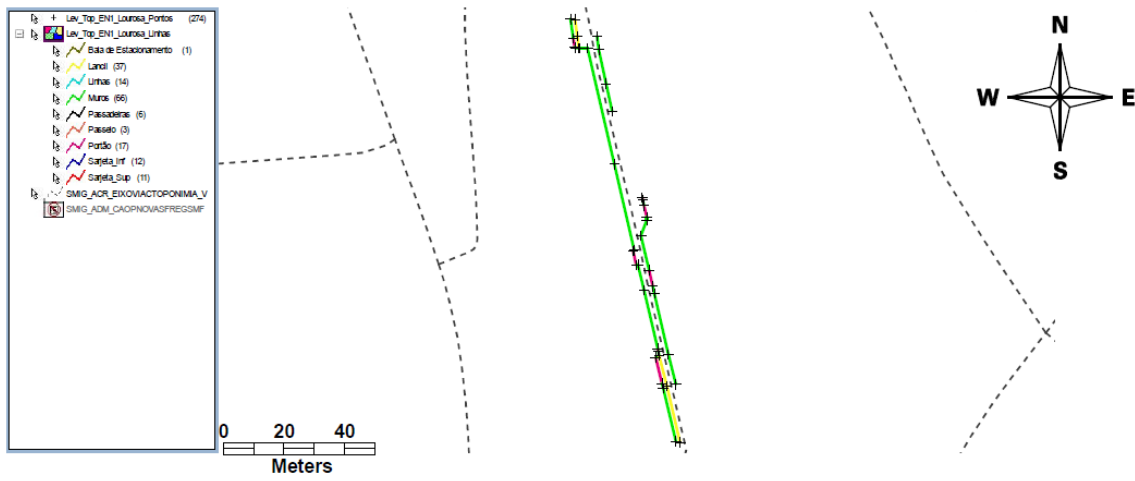 Lev_Top_EN1_Lourosa_Pontos (274)
Lev_Top_EN1_Lourosa_Linhas
Baia de Estacionamento (1)
Lancil (37)
Linhas (14)
Muros (66)
Passadeiras (6)
Passeio (3)
Portão (17)
Sarjeta_Inf (12)
Sarjeta_Sup (11)
SMIG_ACR_EIXOVIACTOPONIMIA_V
SMIG_ADM_CAOPNOVASFREGSMF
N
W E
S
0 20 40
Meters